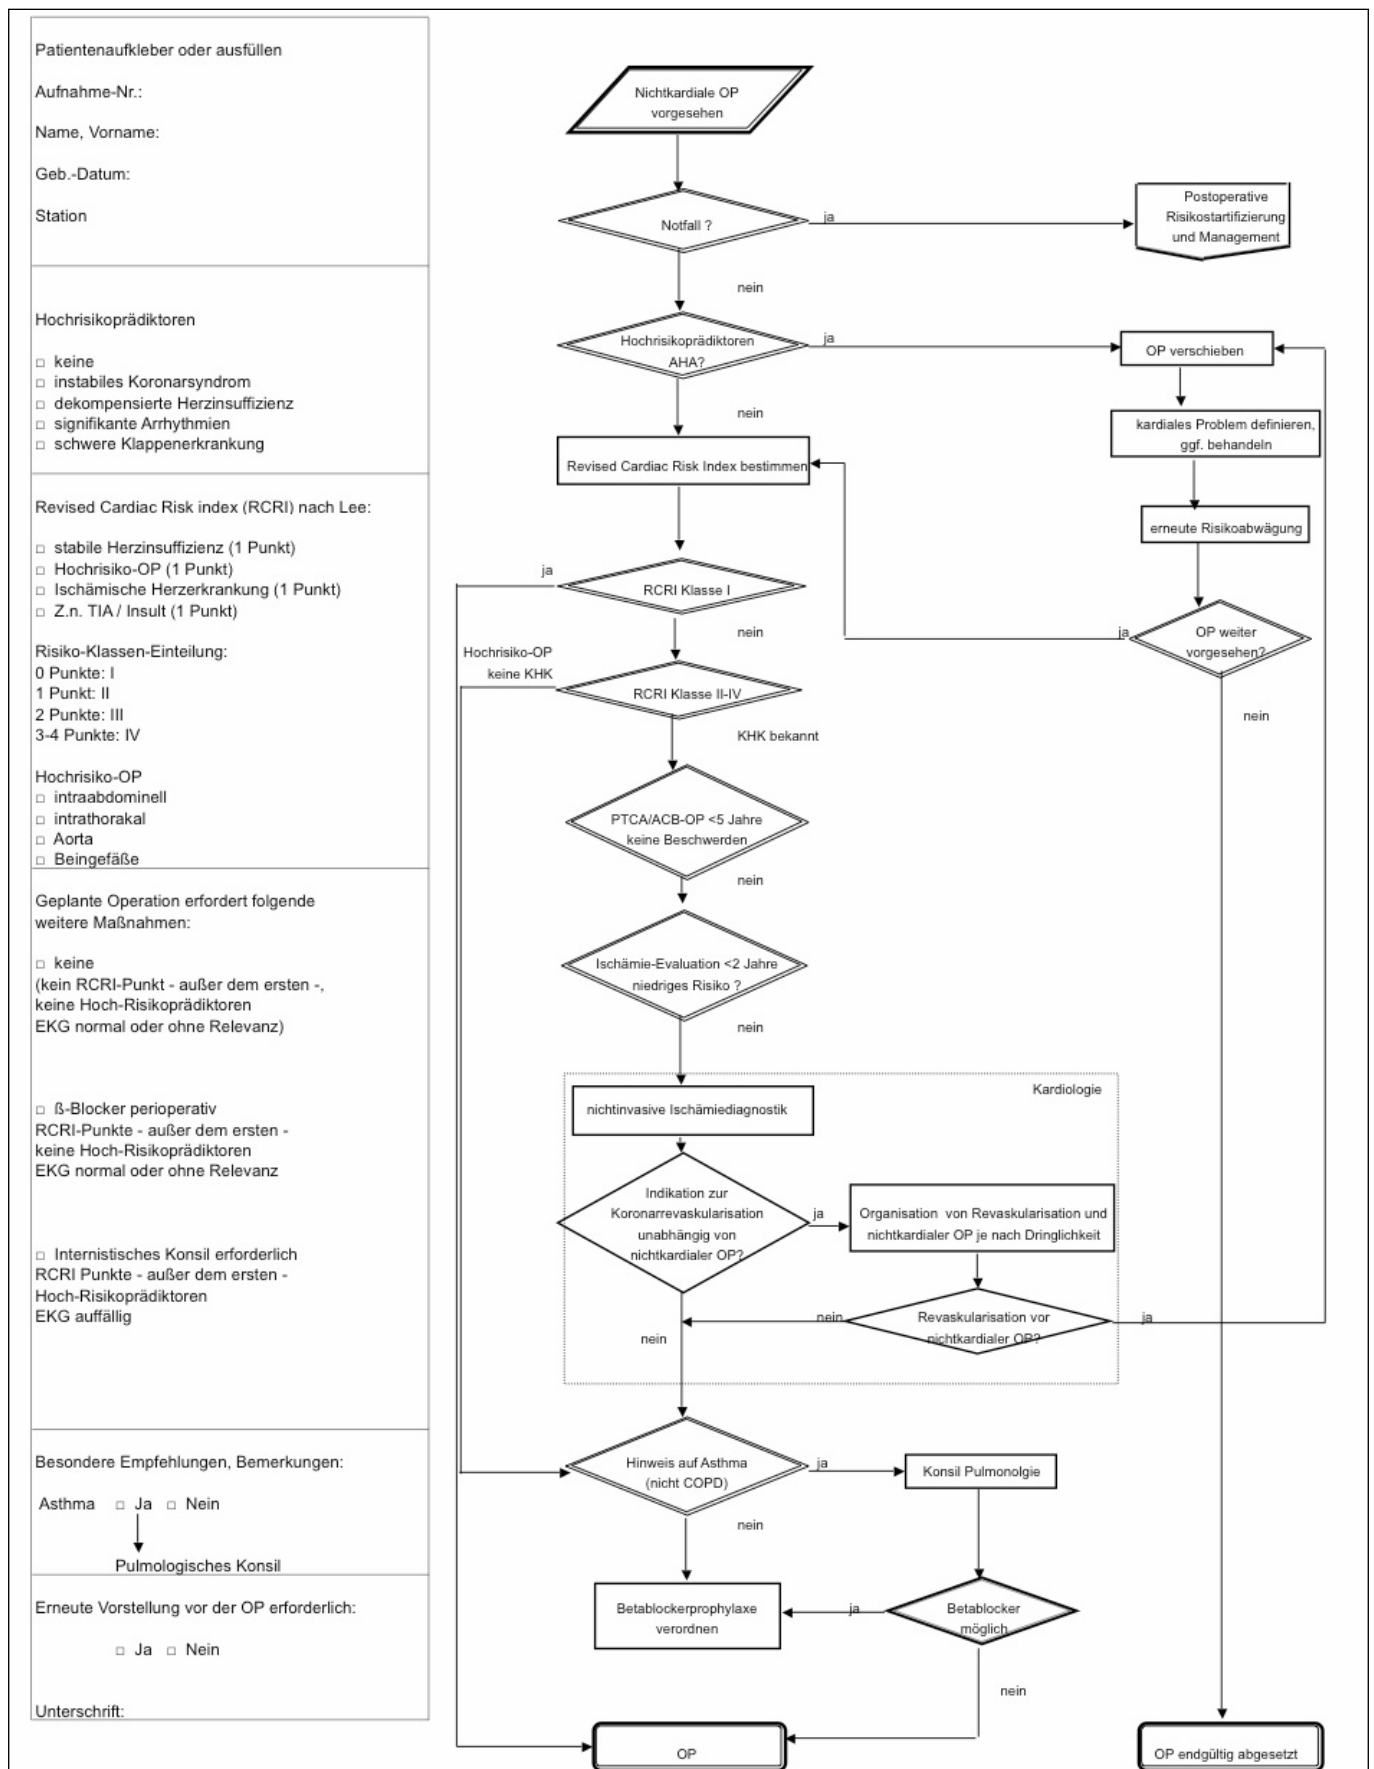 Patientenaufkleber oder ausfüllen
Aufnahme-Nr.:
Name, Vorname:
Geb.-Datum:
Station
Hochrisikoprädiktoren
□ keine
□ instabiles Koronarsyndrom
□ dekompensierte Herzinsuffizienz
□ signifikante Arrhythmien
□ schwere Klappenerkrankung
Revised Cardiac Risk index (RCRI) nach Lee:
□ stabile Herzinsuffizienz (1 Punkt)
□ Hochrisiko-OP (1 Punkt)
□ Ischämische Herzerkrankung (1 Punkt)
□ Z.n. TIA / Insult (1 Punkt)
Risiko-Klassen-Einteilung:
0 Punkte: I
1 Punkt: II
2 Punkte: III
3-4 Punkte: IV
Hochrisiko-OP
□ intraabdominell
□ intrathorakal
□ Aorta
□ Beingefäße
Geplante Operation erfordert folgende
weitere Maßnahmen:
□ keine
(kein RCRI-Punkt - außer dem ersten -,
keine Hoch-Risikoprädiktoren
EKG normal oder ohne Relevanz)
□ ß-Blocker perioperativ
RCRI-Punkte - außer dem ersten -
keine Hoch-Risikoprädiktoren
EKG normal oder ohne Relevanz
□ Internistisches Konsil erforderlich
RCRI Punkte - außer dem ersten -
Hoch-Risikoprädiktoren
EKG auffällig
Besondere Empfehlungen, Bemerkungen:
Asthma □ Ja □ Nein
Pulmologisches Konsil
Erneute Vorstellung vor der OP erforderlich:
□ Ja □ Nein
Unterschrift:
Nichtkardiale OP
vorgesehen
Notfall ?
ja
Postoperative
Risikostartifizierung
und Management
nein
Hochrisikoprädiktoren
AHA?
ja
OP verschieben
nein
kardiales Problem definieren,
ggf. behandeln
Revised Cardiac Risk Index bestimmen
erneute Risikoabwägung
ja
RCRI Klasse I
nein
ja
OP weiter
vorgesehen?
nein
Hochrisiko-OP
keine KHK
RCRI Klasse II-IV
KHK bekannt
PTCA/ACB-OP <5 Jahre
keine Beschwerden
nein
Ischämie-Evaluation <2 Jahre
niedriges Risiko ?
nein
Kardiologie
nichtinvasive Ischämiediagnostik
Indikation zur
Koronarrevaskularisation
unabhängig von
nichtkardialer OP?
ja
Organisation von Revaskularisation und
nichtkardialer OP je nach Dringlichkeit
nein
Revaskularisation vor
nichtkardialer OP?
ja
nein
Hinweis auf Asthma
(nicht COPD)
ja
Konsil Pulmonolgie
nein
Betablockerprophylaxe
verordnen
ja
Betablocker
möglich
nein
OP
OP endgültig abgesetzt